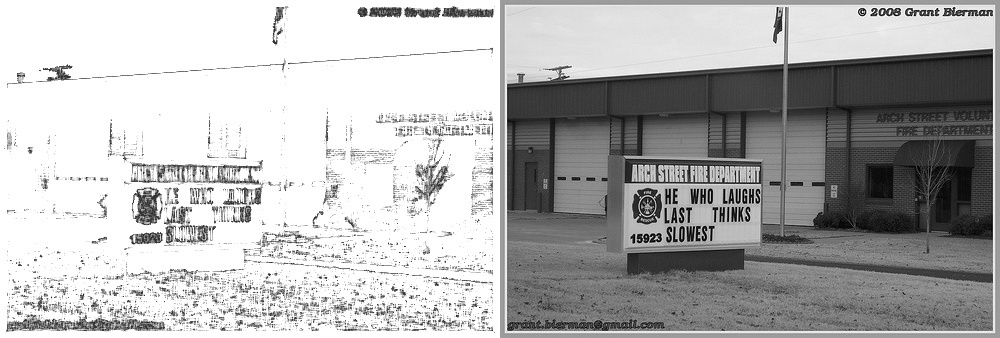 © 2008 Grant Bierman
ARCH STREET VOLUNT
FIRE DEPARTMENT
ARCH STREET FIRE DEPARTMENT
HE WHO LAUGHS
LAST THINKS
15923 SLOWEST
grant.bierman@gmail.com